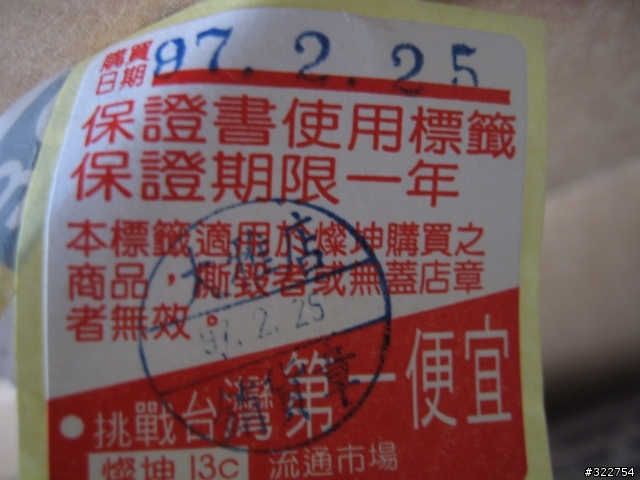 購買
日期 97. 2. 25
保證書使用標籤
保證期限一年
本標籤適用於燦坤購買之
商品，撕毀者或無蓋店章
者無效。
店
97. 2. 25
章
●挑戰台灣第一便宜
燦坤 13c 流通市場
#322754